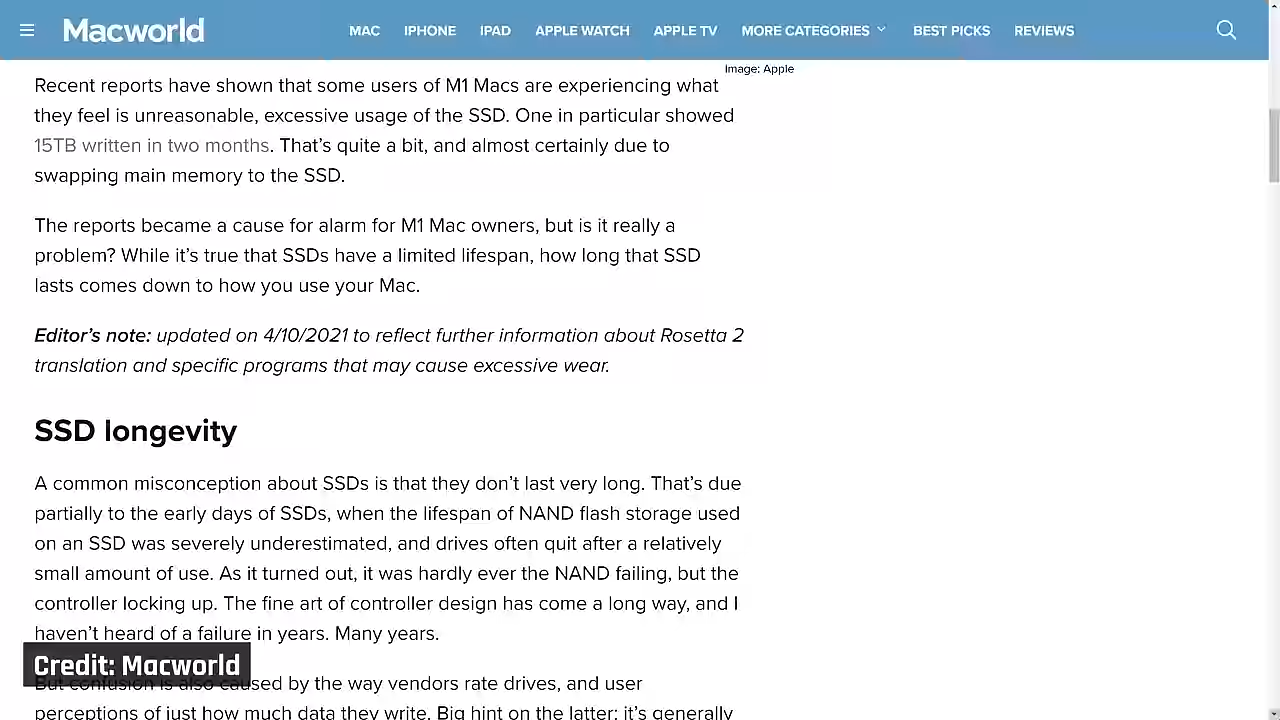 Macworld
MAC IPHONE IPAD APPLE WATCH APPLE TV MORE CATEGORIES BEST PICKS REVIEWS
Image: Apple
Recent reports have shown that some users of M1 Macs are experiencing what
they feel is unreasonable, excessive usage of the SSD. One in particular showed
15TB written in two months. That’s quite a bit, and almost certainly due to
swapping main memory to the SSD.
The reports became a cause for alarm for M1 Mac owners, but is it really a
problem? While it’s true that SSDs have a limited lifespan, how long that SSD
lasts comes down to how you use your Mac.
Editor’s note: updated on 4/10/2021 to reflect further information about Rosetta 2
translation and specific programs that may cause excessive wear.
SSD longevity
A common misconception about SSDs is that they don’t last very long. That’s due
partially to the early days of SSDs, when the lifespan of NAND flash storage used
on an SSD was severely underestimated, and drives often quit after a relatively
small amount of use. As it turned out, it was hardly ever the NAND failing, but the
controller locking up. The fine art of controller design has come a long way, and I
haven’t heard of a failure in years. Many years.
Credit: Macworld
But confusion is also caused by the way vendors rate drives, and user
perceptions of just how much data they write. Big hint on the latter: it’s generally